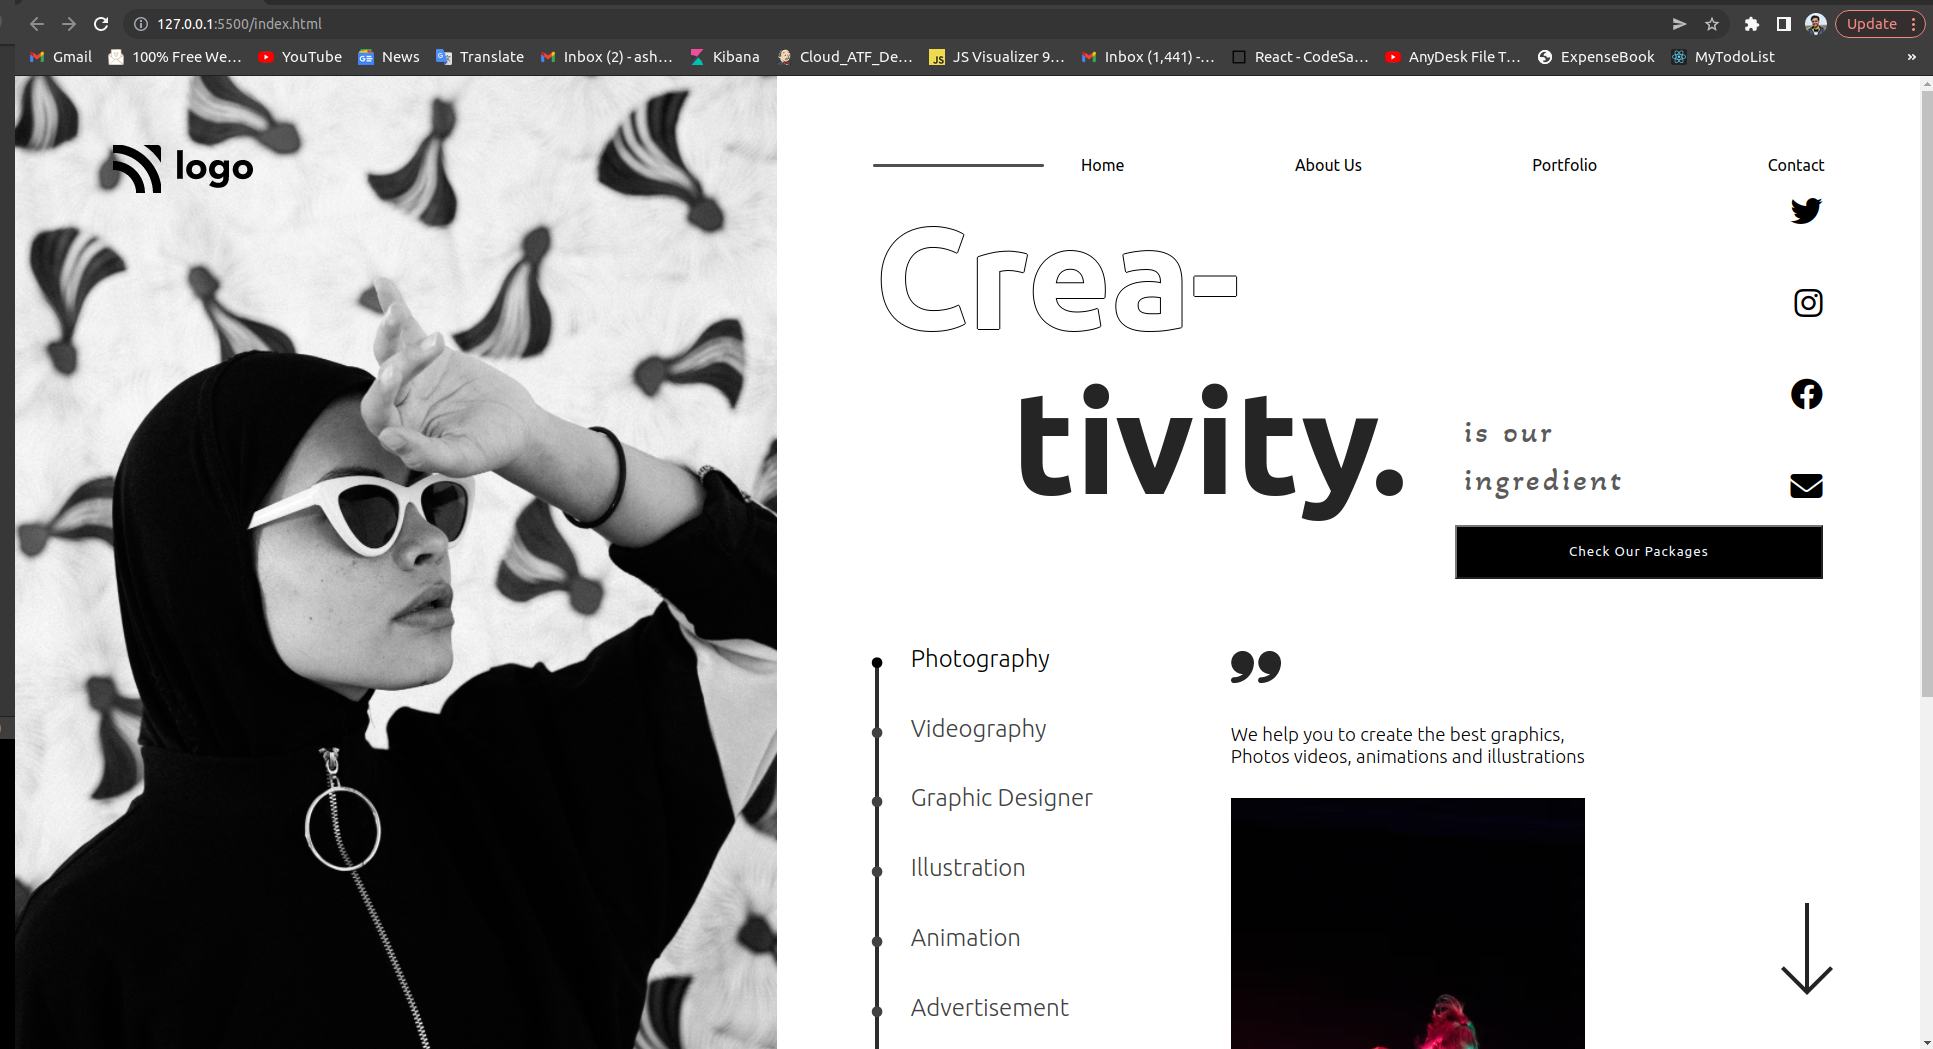 127.0.0.1:5500/index.html
Update
Gmail
100% Free We...
YouTube
News
Translate
Inbox (2) - ash...
Kibana
Cloud_ATF_De...
JS Visualizer 9...
Inbox (1,441) -...
React - CodeSa...
AnyDesk File T...
ExpenseBook
MyTodoList
»
logo
Home
About Us
Portfolio
Contact
Crea-
tivity.
is our
ingredient
Check Our Packages
Photography
Videography
Graphic Designer
Illustration
Animation
Advertisement
We help you to create the best graphics,
Photos videos, animations and illustrations